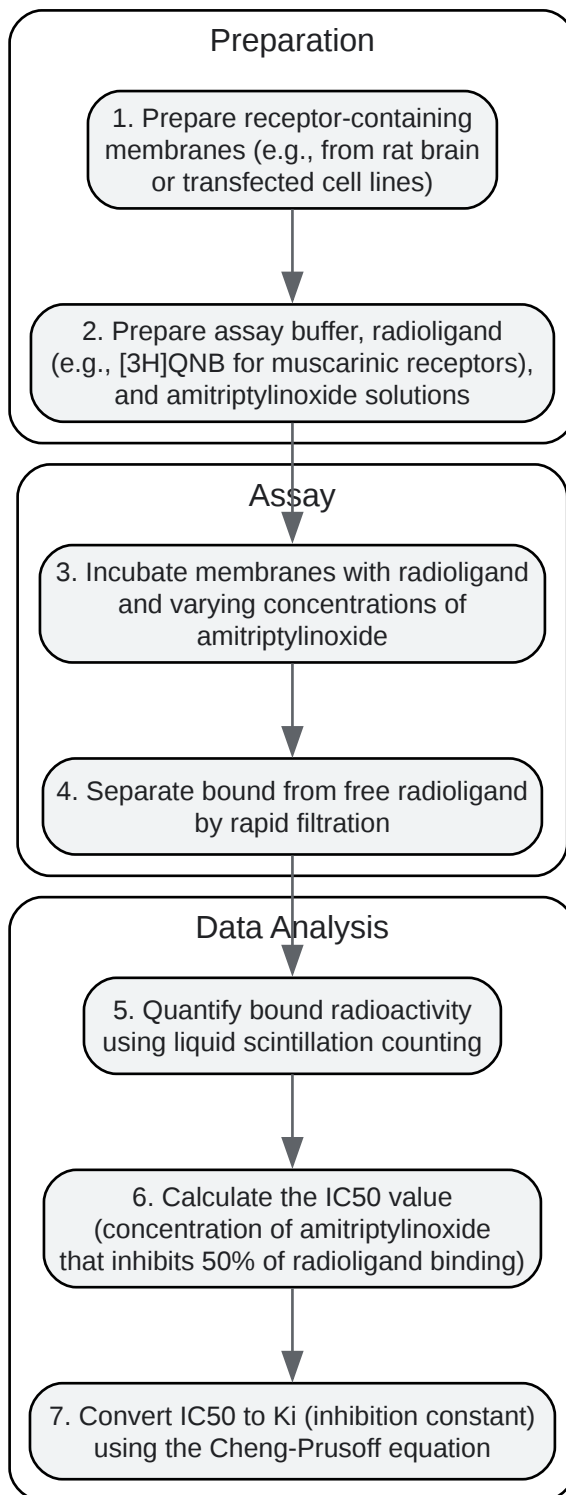 Preparation
1. Prepare receptor-containing
membranes (e.g., from rat brain
or transfected cell lines)
2. Prepare assay buffer, radioligand
(e.g., [3H]QNB for muscarinic receptors),
and amitriptylinoxide solutions
Assay
3. Incubate membranes with radioligand
and varying concentrations of
amitriptylinoxide
4. Separate bound from free radioligand
by rapid filtration
Data Analysis
5. Quantify bound radioactivity
using liquid scintillation counting
6. Calculate the IC50 value
(concentration of amitriptylinoxide
that inhibits 50% of radioligand binding)
7. Convert IC50 to Ki (inhibition constant)
using the Cheng-Prusoff equation